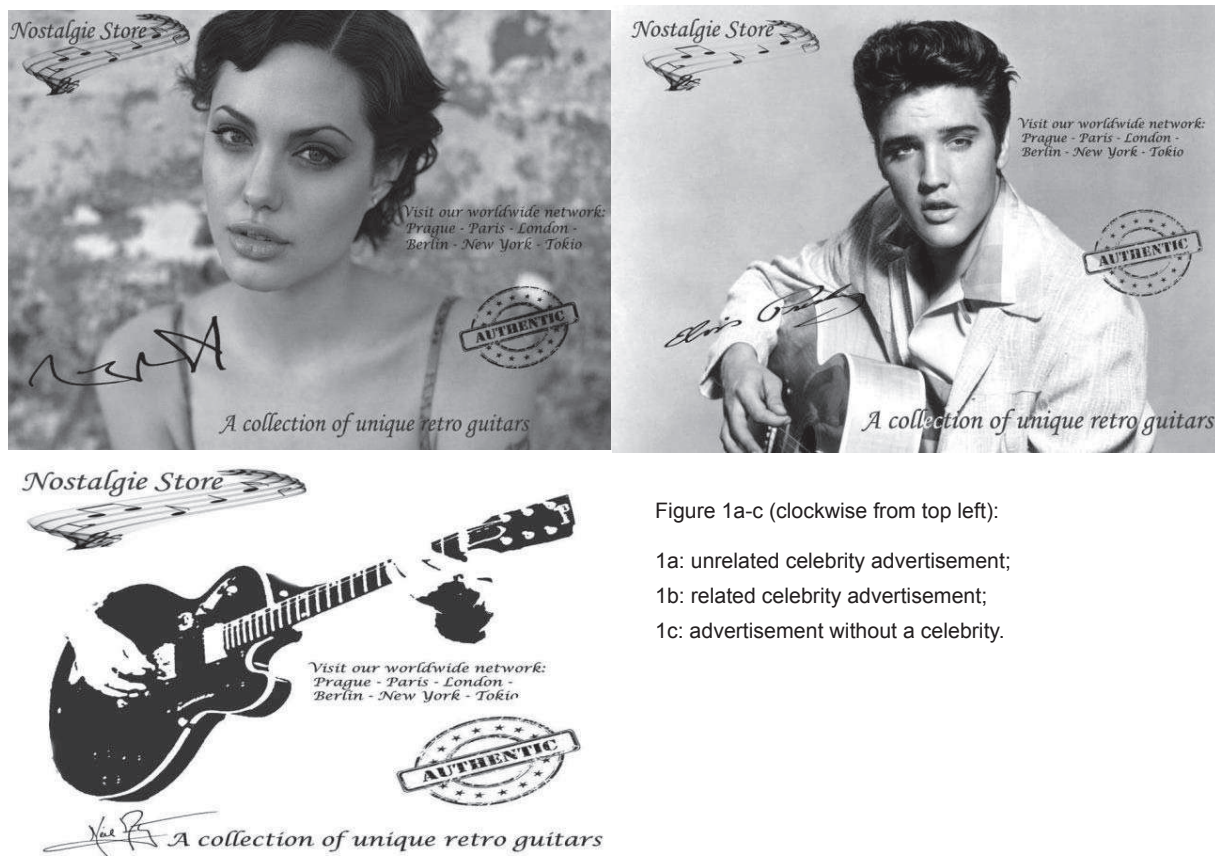 Nostalgie Store
Visit our worldwide network:
Prague - Paris - London -
Berlin - New York - Tokio
AUTHENTIC
A collection of unique retro guitars
Nostalgie Store
Visit our worldwide network:
Prague - Paris - London -
Berlin - New York - Tokio
AUTHENTIC
Elvis Presley
A collection of unique retro guitars
Nostalgie Store
Visit our worldwide network:
Prague - Paris - London -
Berlin - New York - Tokio
AUTHENTIC
A collection of unique retro guitars
Figure 1a-c (clockwise from top left):
1a: unrelated celebrity advertisement;
1b: related celebrity advertisement;
1c: advertisement without a celebrity.